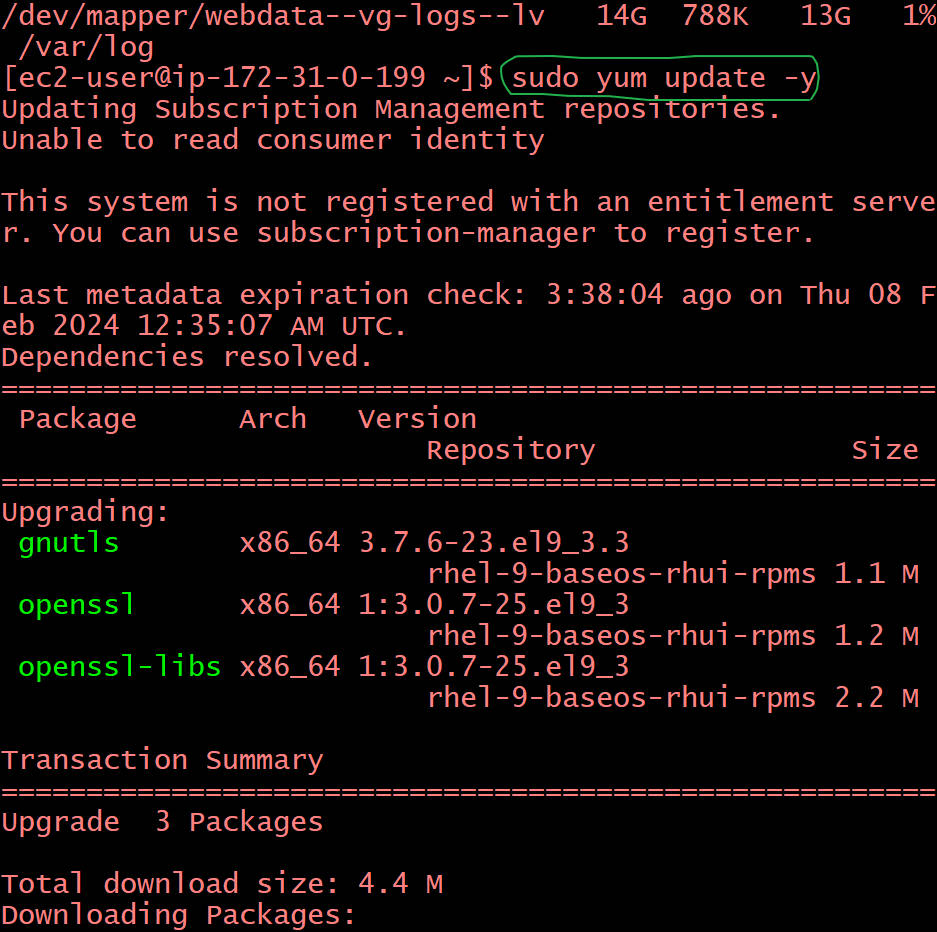 /dev/mapper/webdata--vg-logs--lv   14G  788K   13G   1%
 /var/log
[ec2-user@ip-172-31-0-199 ~]$ sudo yum update -y
Updating Subscription Management repositories.
Unable to read consumer identity

This system is not registered with an entitlement serve
r. You can use subscription-manager to register.

Last metadata expiration check: 3:38:04 ago on Thu 08 F
eb 2024 12:35:07 AM UTC.
Dependencies resolved.
=======================================================
 Package      Arch   Version
                         Repository               Size
=======================================================
Upgrading:
 gnutls       x86_64 3.7.6-23.el9_3.3
                         rhel-9-baseos-rhui-rpms 1.1 M
 openssl      x86_64 1:3.0.7-25.el9_3
                         rhel-9-baseos-rhui-rpms 1.2 M
 openssl-libs x86_64 1:3.0.7-25.el9_3
                         rhel-9-baseos-rhui-rpms 2.2 M

Transaction Summary
=======================================================
Upgrade  3 Packages

Total download size: 4.4 M
Downloading Packages: